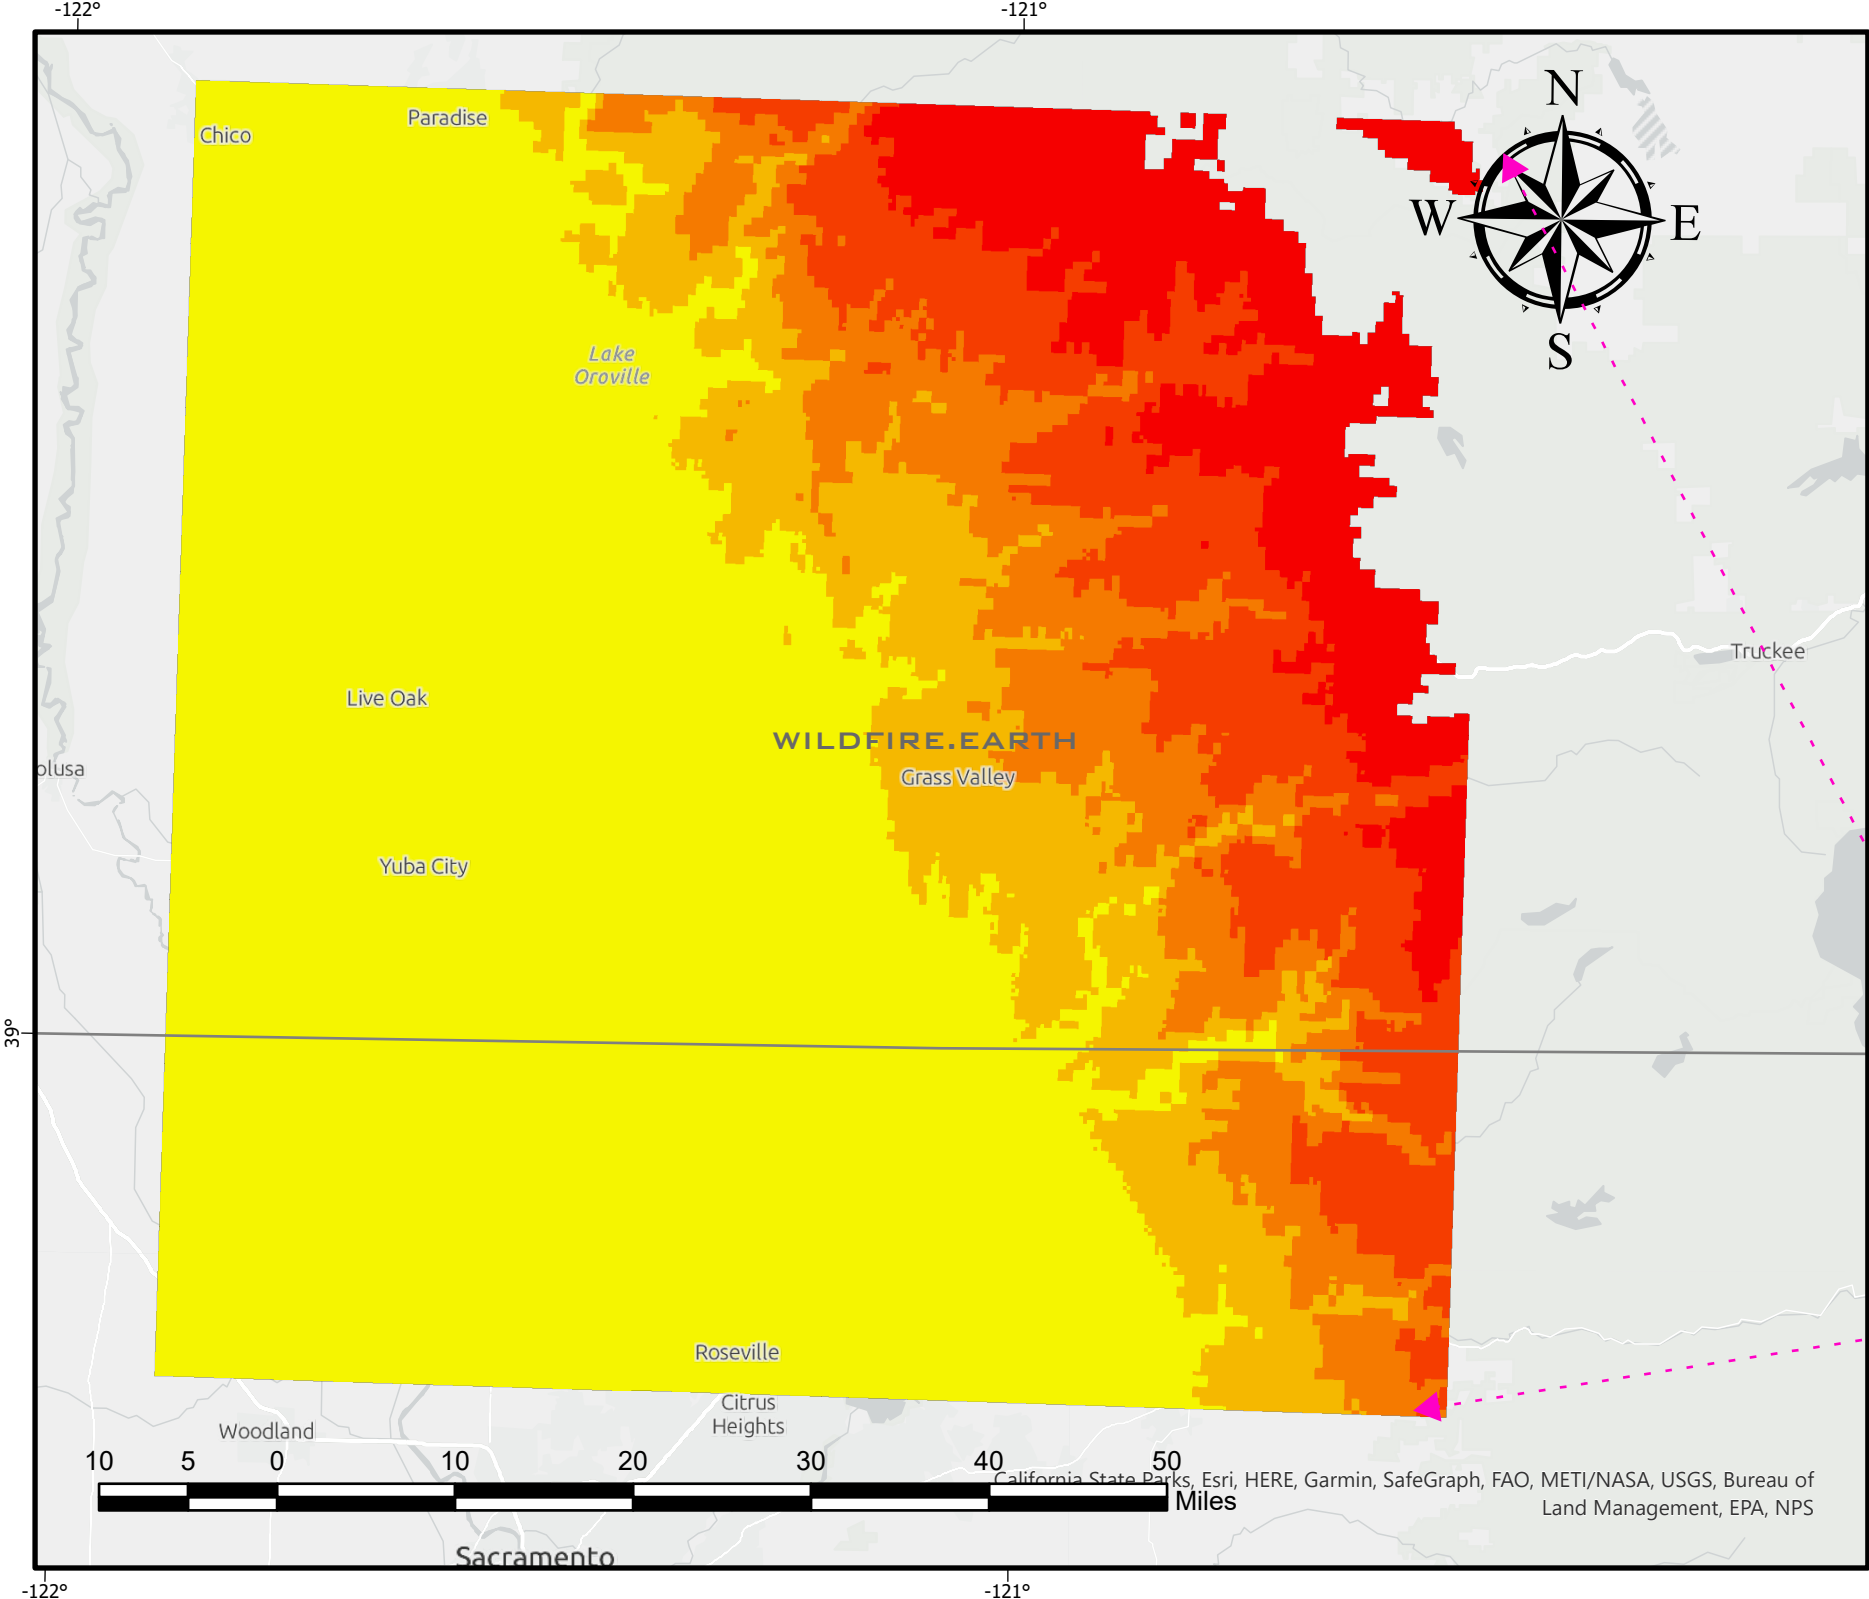 -122°
-121°
N
Paradise
Chico
W
E
S
Lake
Oroville
Truckee
Live Oak
WILDFIRE.EARTH
olusa
Grass Valley
Yuba City
39°
Roseville
Citrus
Heights
Woodland
10 5 0 10 20 30 40 50
Miles
California State Parks, Esri, HERE, Garmin, SafeGraph, FAO, METI/NASA, USGS, Bureau of
Land Management, EPA, NPS
Sacramento
-122°
-121°